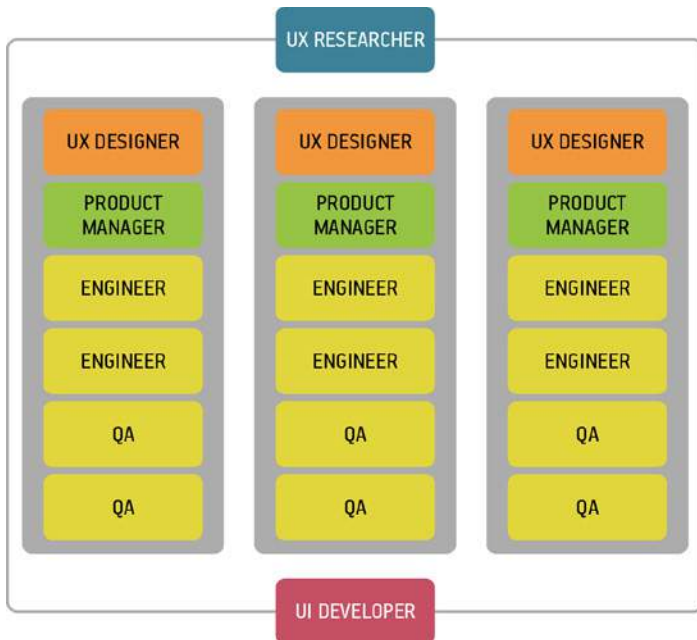 UX RESEARCHER
UX DESIGNER
PRODUCT
MANAGER
ENGINEER
ENGINEER
QA
QA
UX DESIGNER
PRODUCT
MANAGER
ENGINEER
ENGINEER
QA
QA
UX DESIGNER
PRODUCT
MANAGER
ENGINEER
ENGINEER
QA
QA
UI DEVELOPER